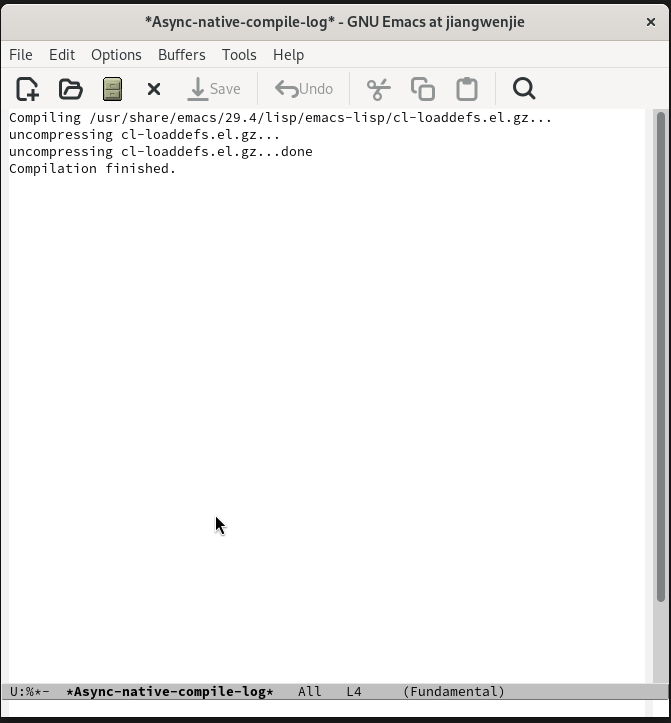 *Async-native-compile-log* - GNU Emacs at jiangwenjie
File Edit Options Buffers Tools Help
Save Undo
Compiling /usr/share/emacs/29.4/lisp/emacs-lisp/cl-loaddefs.el.gz...
uncompressing cl-loaddefs.el.gz...
uncompressing cl-loaddefs.el.gz...done
Compilation finished.
U:%*- *Async-native-compile-log* All L4 (Fundamental)